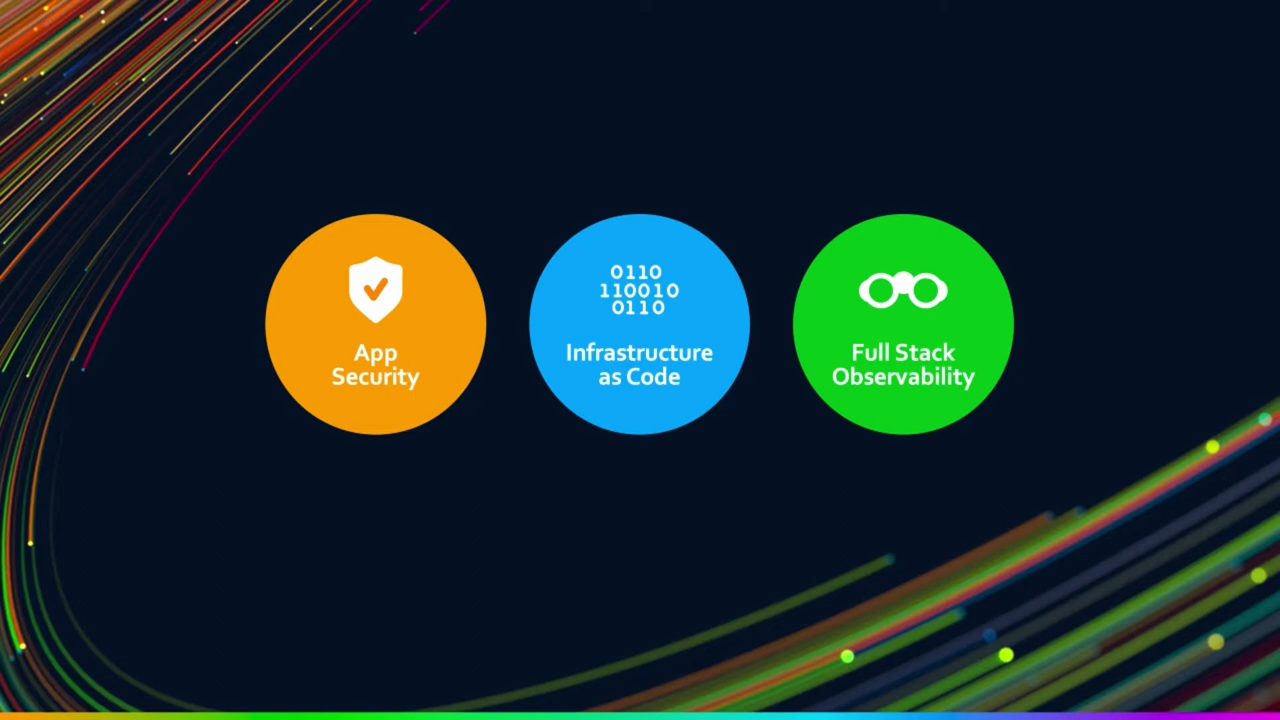 App
Security
0110
110010
0110
Infrastructure
as Code
Full Stack
Observability